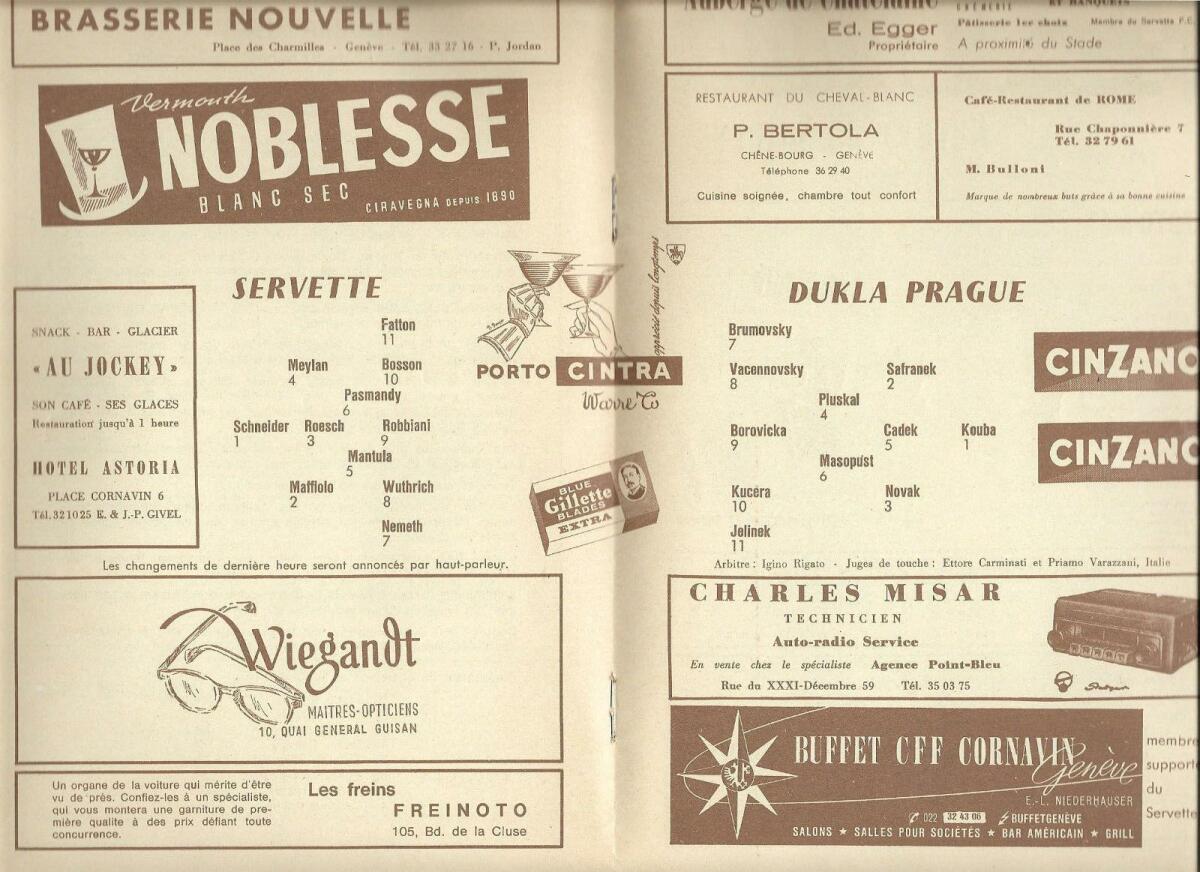 BRASSERIE NOUVELLE
Place des Charmilles - Genève - Tél. 33 27 16 - P. Jordan
Vermouth
NOBLESSE
BLANC SEC
CIRAVEGNA DEPUIS 1890
SNACK - BAR - GLACIER
« AU JOCKEY »
SON CAFÉ - SES GLACES
Restauration jusqu'à 1 heure
HOTEL ASTORIA
PLACE CORNAVIN 6
Tél. 32 10 25 E. & J.-P. GIVEL
SERVETTE
Fatton
11
Meylan Bosson
4 10
Pasmandy
6
Schneider Roesch Robbiani
1 3 9
Mantula
5
Maffiolo Wuthrich
2 8
Nemeth
7
Les changements de dernière heure seront annoncés par haut-parleur.
PORTO CINTRA
Warre & Co
apprécié depuis longtemps
BLUE
Gillette
BLADES
EXTRA
Wiegandt
MAITRES-OPTICIENS
10, QUAI GENERAL GUISAN
Un organe de la voiture qui mérite d'être
vu de près. Confiez-les à un spécialiste,
qui vous montera une garniture de pre-
mière qualite à des prix défiant toute
concurrence.
Les freins
FREINOTO
105, Bd. de la Cluse
Auberge de Châtelaine
Ed. Egger
Propriétaire
ET BANQUETS
Pâtisserie 1er choix Membre du Servette F.C.
A proximité du Stade
RESTAURANT DU CHEVAL-BLANC
P. BERTOLA
CHÊNE-BOURG - GENÈVE
Téléphone 36 29 40
Cuisine soignée, chambre tout confort
Café-Restaurant de ROME
Rue Chaponnière 7
Tél. 32 79 61
M. Bulloni
Marque de nombreux buts grâce à sa bonne cuisine
DUKLA PRAGUE
Brumovsky
7
Vacennovsky Safranek
8 2
Pluskal
4
Borovicka Cadek Kouba
9 5 1
Masopust
6
Kucera Novak
10 3
Jelinek
11
CINZANO
CINZANO
Arbitre : Igino Rigato - Juges de touche : Ettore Carminati et Priamo Varazzani, Italie
CHARLES MISAR
TECHNICIEN
Auto-radio Service
En vente chez le spécialiste Agence Point-Bleu
Rue du XXXI-Décembre 59 Tél. 35 03 75
BUFFET CFF CORNAVIN
Genève
E.-L. NIEDERHAUSER
022 32 43 06 BUFFETGENÈVE
SALONS ★ SALLES POUR SOCIÉTÉS ★ BAR AMÉRICAIN ★ GRILL
membre
support
du
Servette